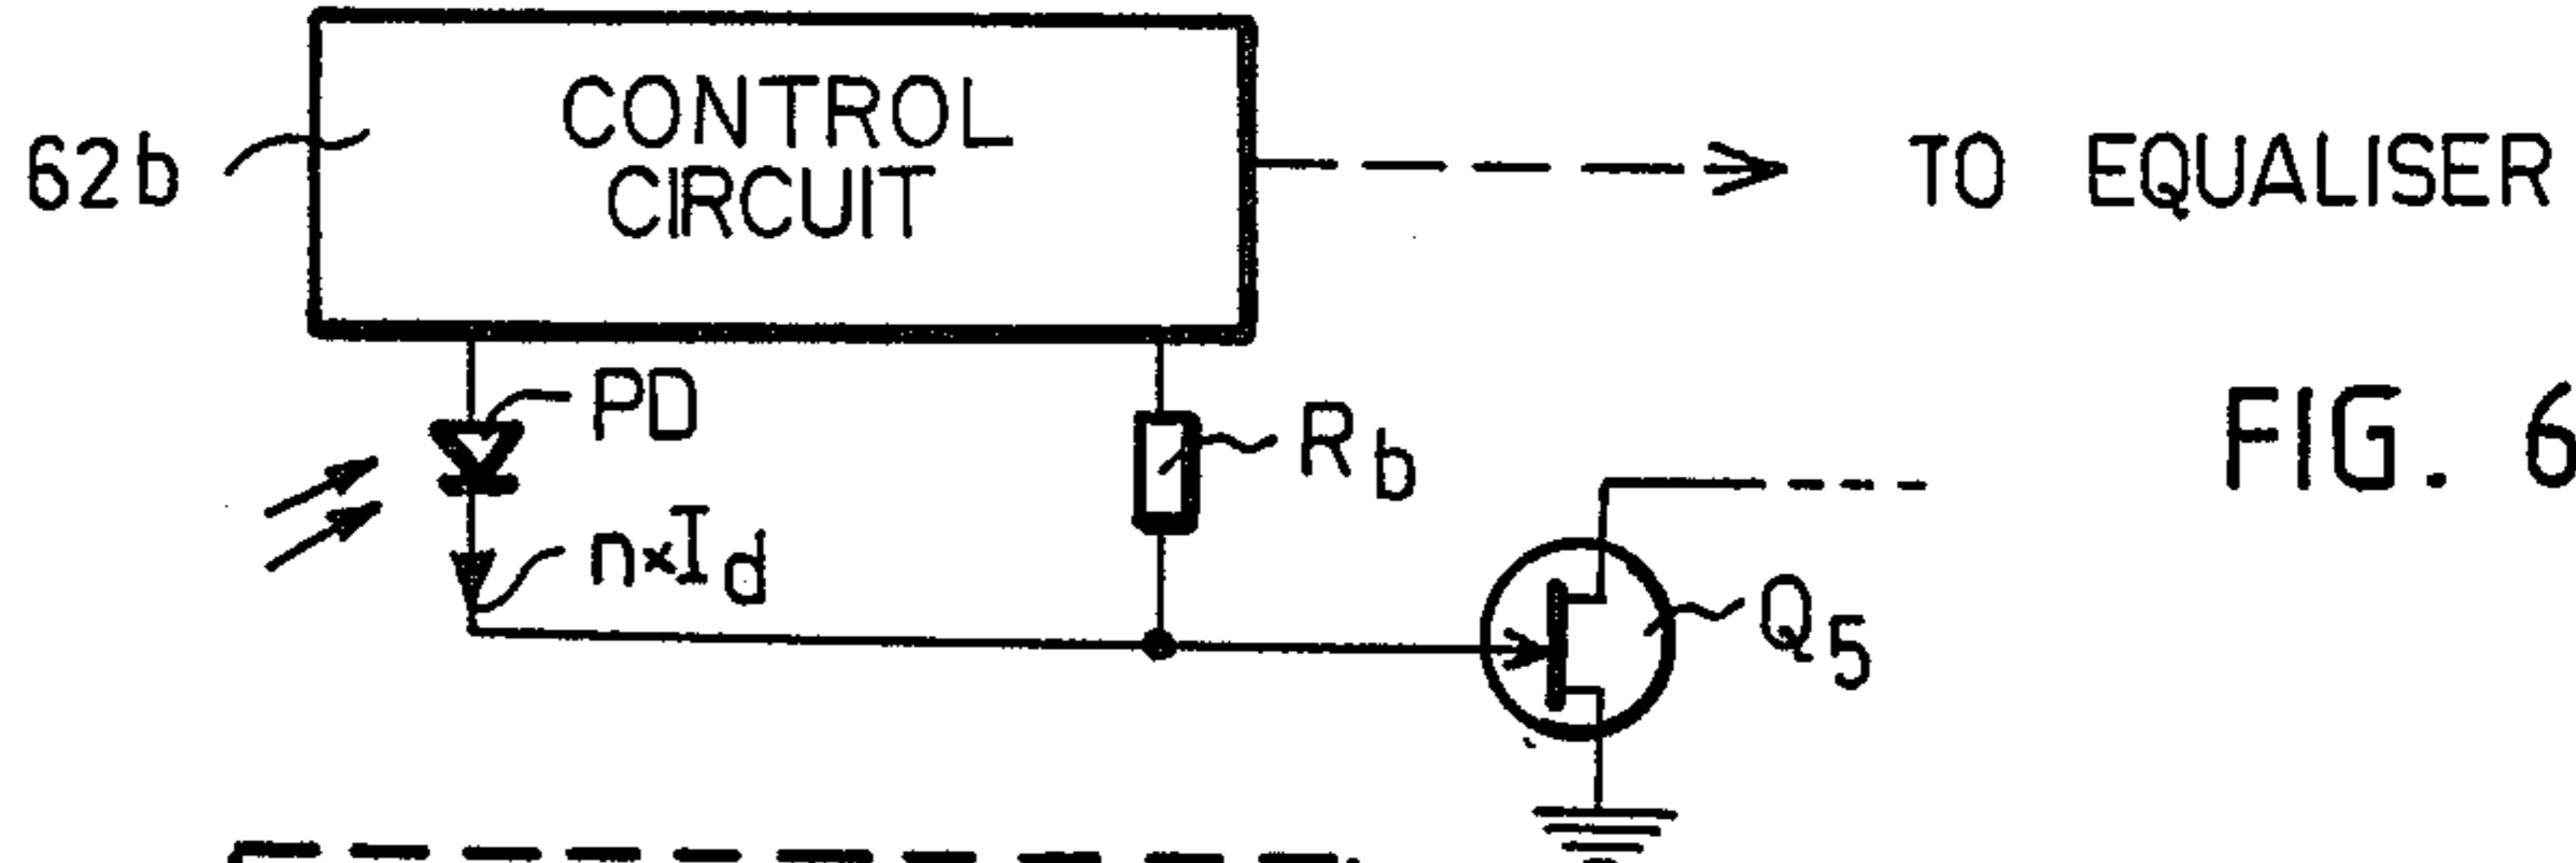 CONTROL
CIRCUIT
62b
TO EQUALISER
PD
Rb
FIG. 6
n×Id
Q5